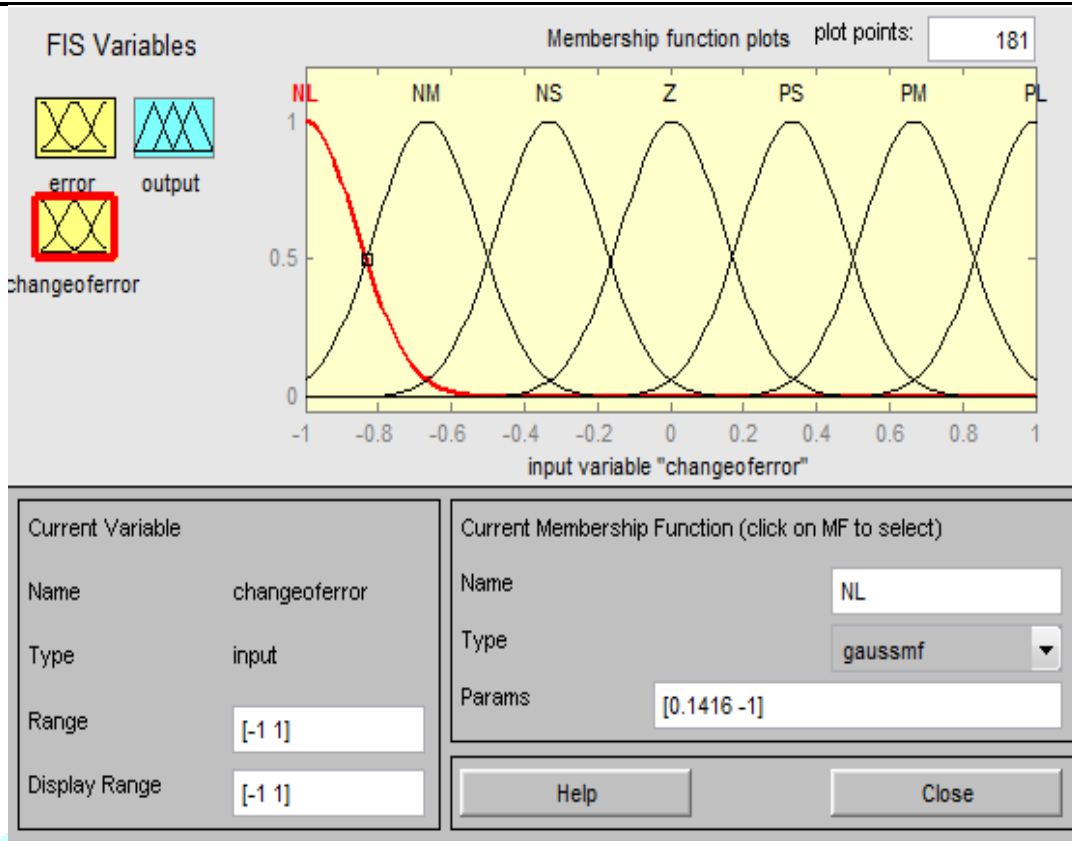 FIS Variables
Membership function plots
plot points:
181
error
output
changeoferror
NL
NM
NS
Z
PS
PM
PL
1
0.5
0
-1
-0.8
-0.6
-0.4
-0.2
0
0.2
0.4
0.6
0.8
1
input variable "changeoferror"
Current Variable
Name
changeoferror
Type
input
Range
[-1 1]
Display Range
[-1 1]
Current Membership Function (click on MF to select)
Name
NL
Type
gaussmf
Params
[0.1416 -1]
Help
Close